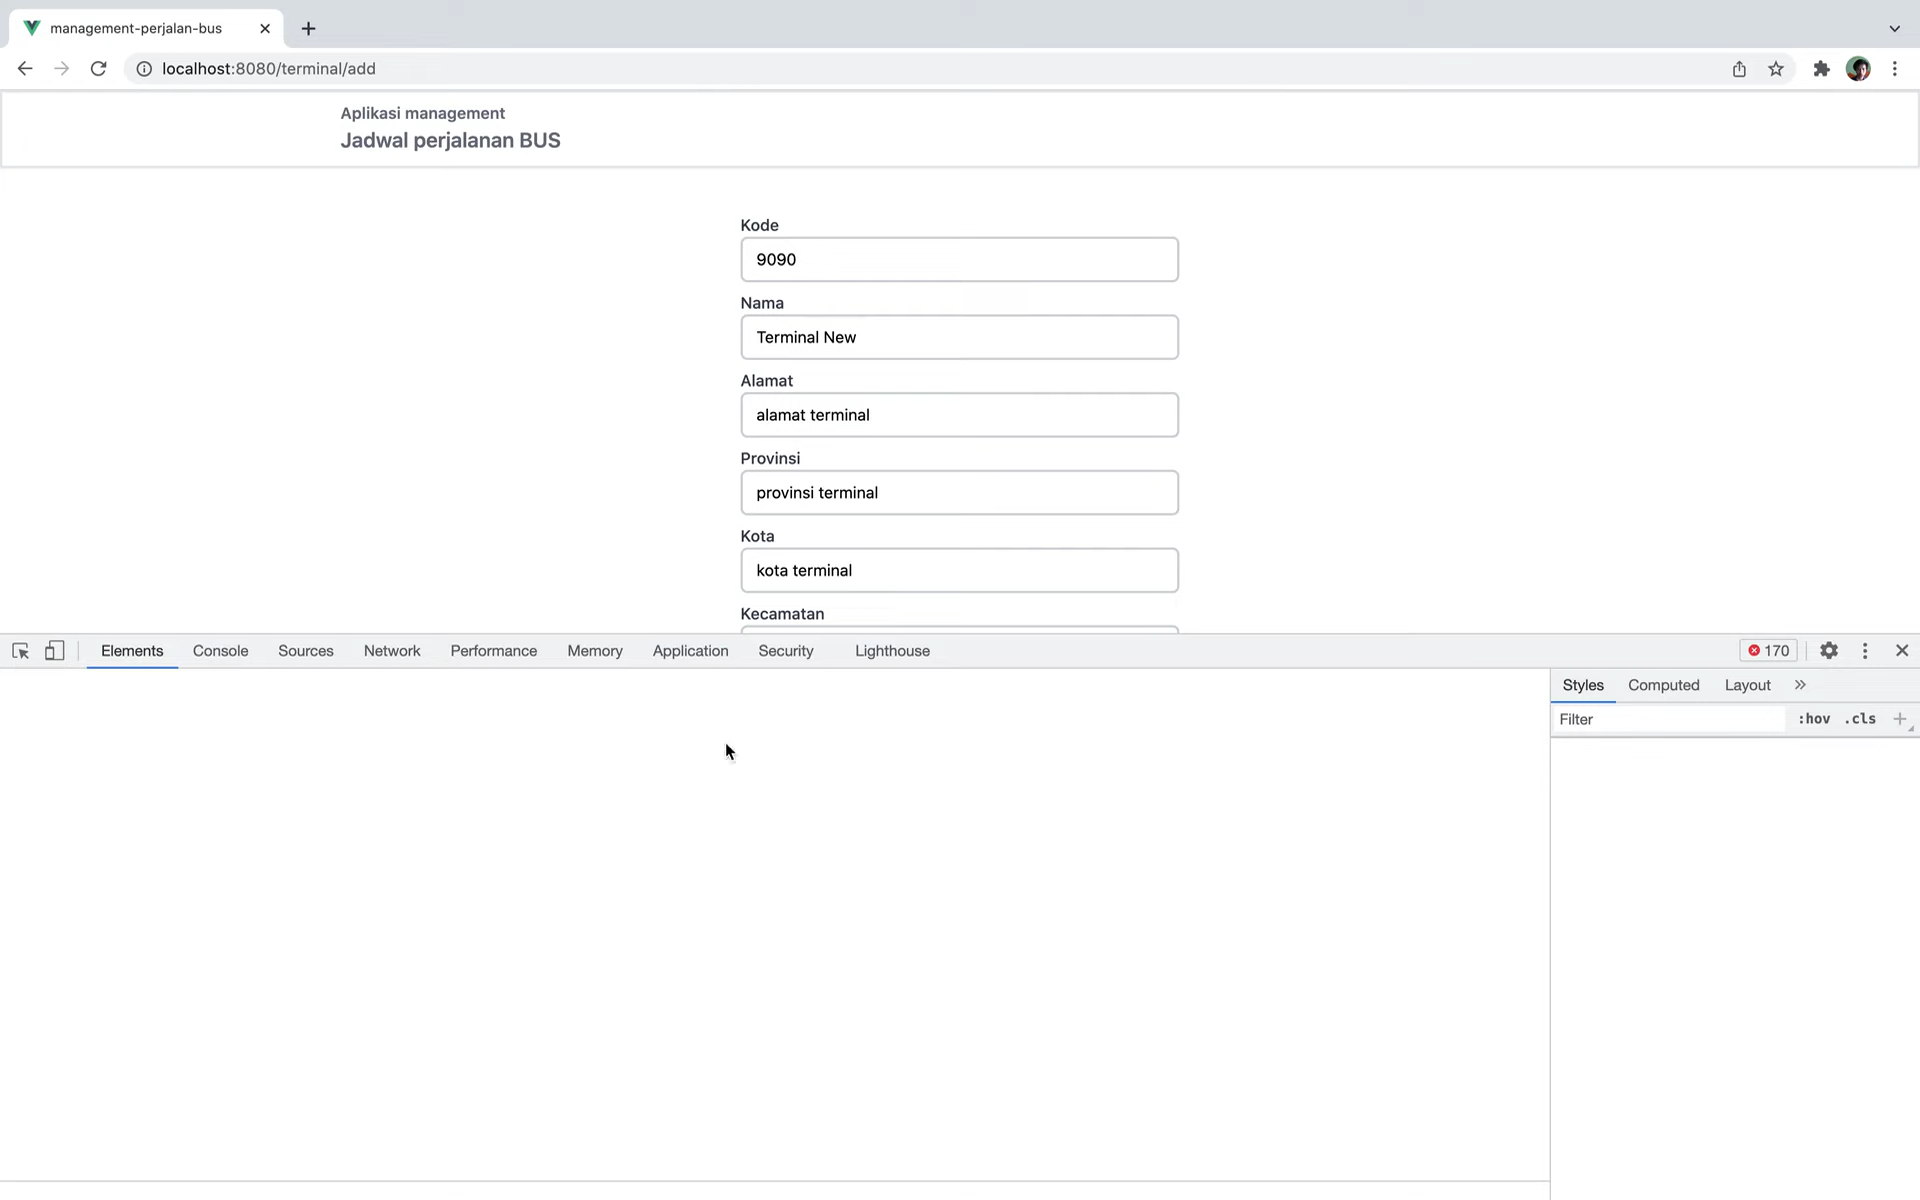 management-perjalan-bus
localhost:8080/terminal/add
Aplikasi management
Jadwal perjalanan BUS
Kode
9090
Nama
Terminal New
Alamat
alamat terminal
Provinsi
provinsi terminal
Kota
kota terminal
Kecamatan
Elements Console Sources Network Performance Memory Application Security Lighthouse 170
Styles Computed Layout
Filter :hov .cls